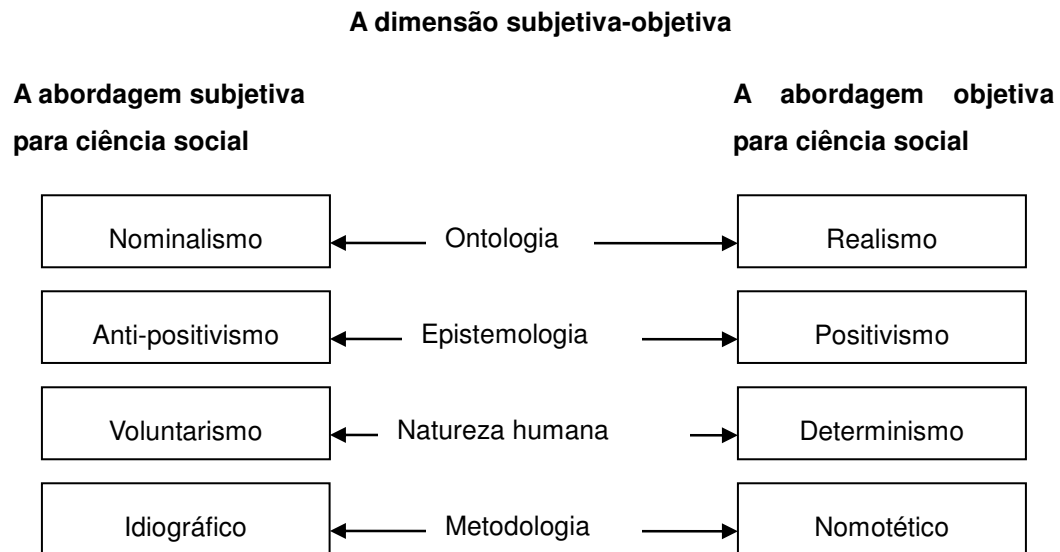 A dimensão subjetiva-objetiva
A abordagem subjetiva
para ciência social
A abordagem objetiva
para ciência social
Nominalismo
Ontologia
Realismo
Anti-positivismo
Epistemologia
Positivismo
Voluntarismo
Natureza humana
Determinismo
Idiográfico
Metodologia
Nomotético